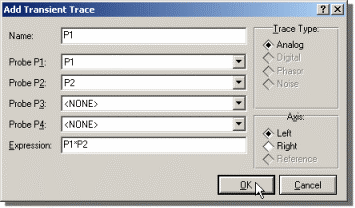 Add Transient Trace
Name: P1
Probe P1: P1
Probe P2: P2
Probe P3: <NONE>
Probe P4: <NONE>
Expression: P1*P2
Trace Type:
Analog
Digital
Phasor
Noise
Axis:
Left
Right
Reference
OK
Cancel